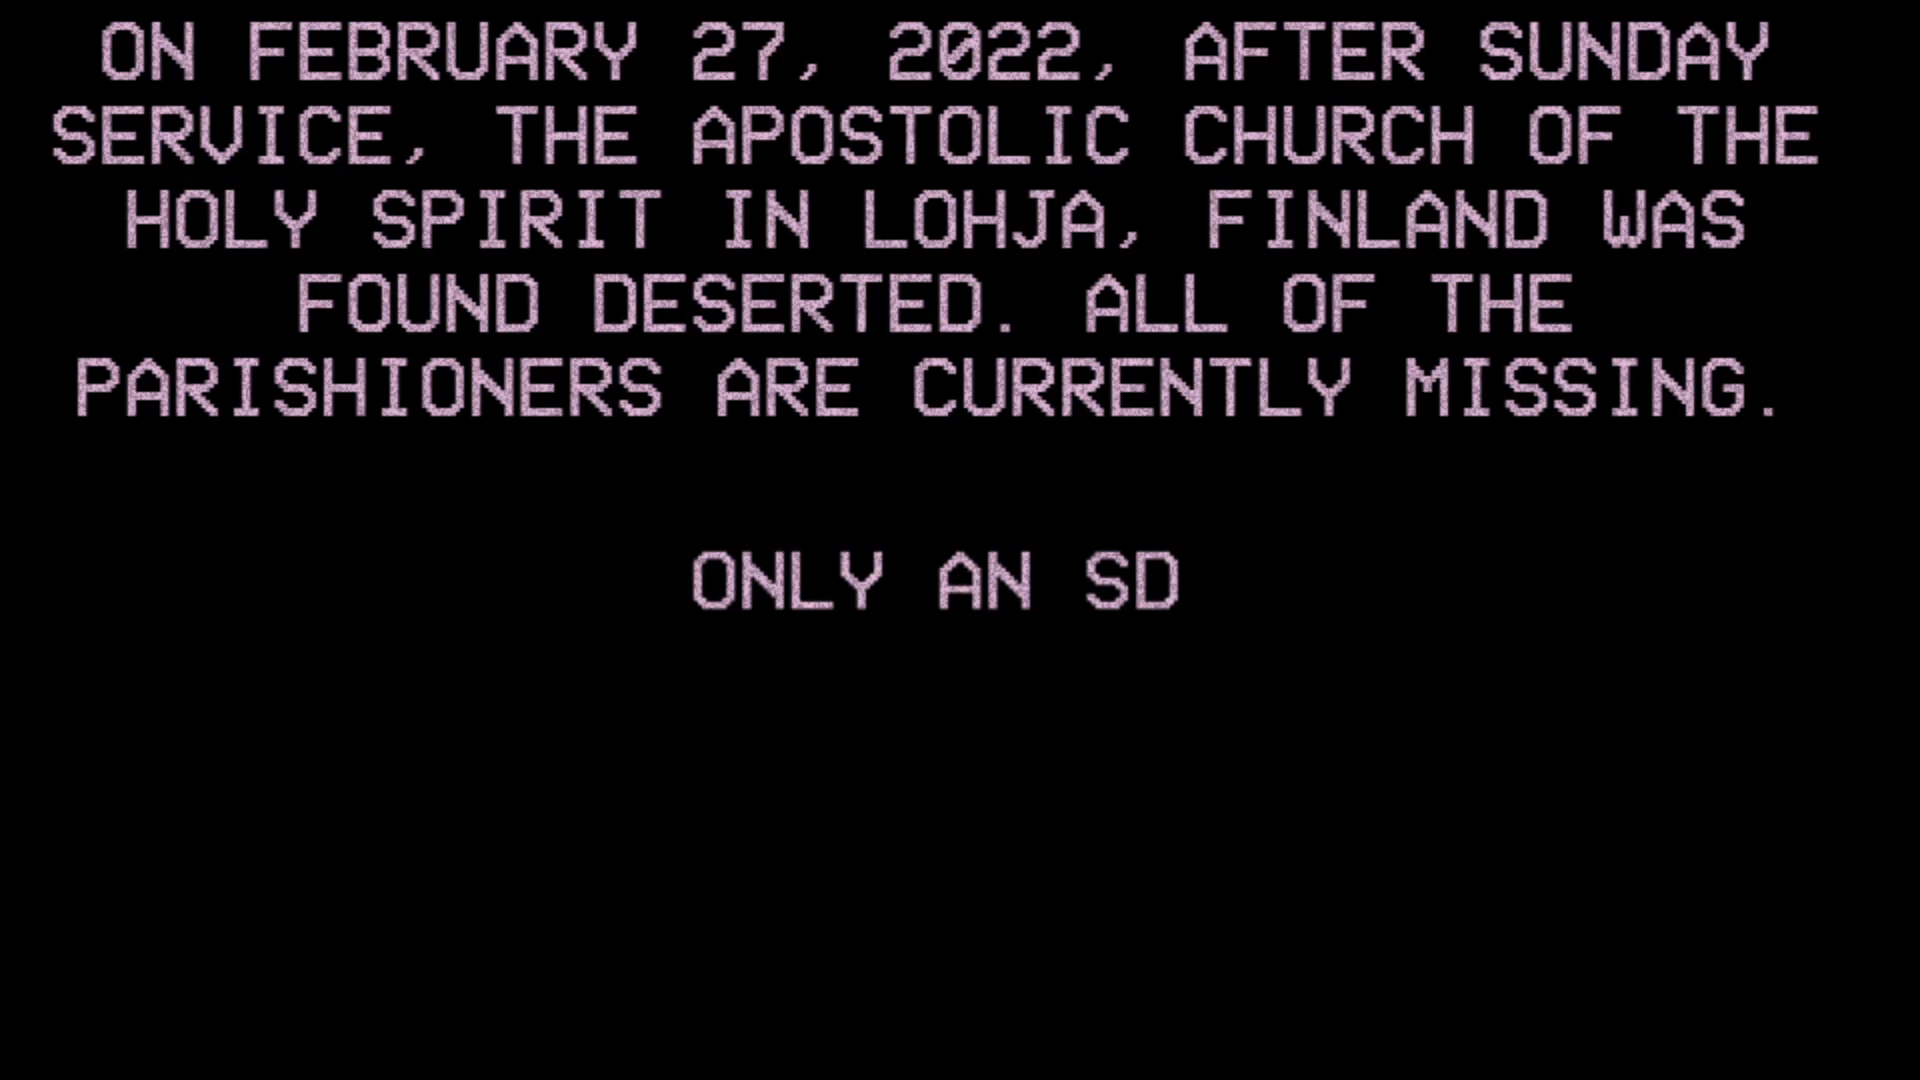 ON FEBRUARY 27, 2022, AFTER SUNDAY
SERVICE, THE APOSTOLIC CHURCH OF THE
HOLY SPIRIT IN LOHJA, FINLAND WAS
FOUND DESERTED. ALL OF THE
PARISHIONERS ARE CURRENTLY MISSING.
ONLY AN SD